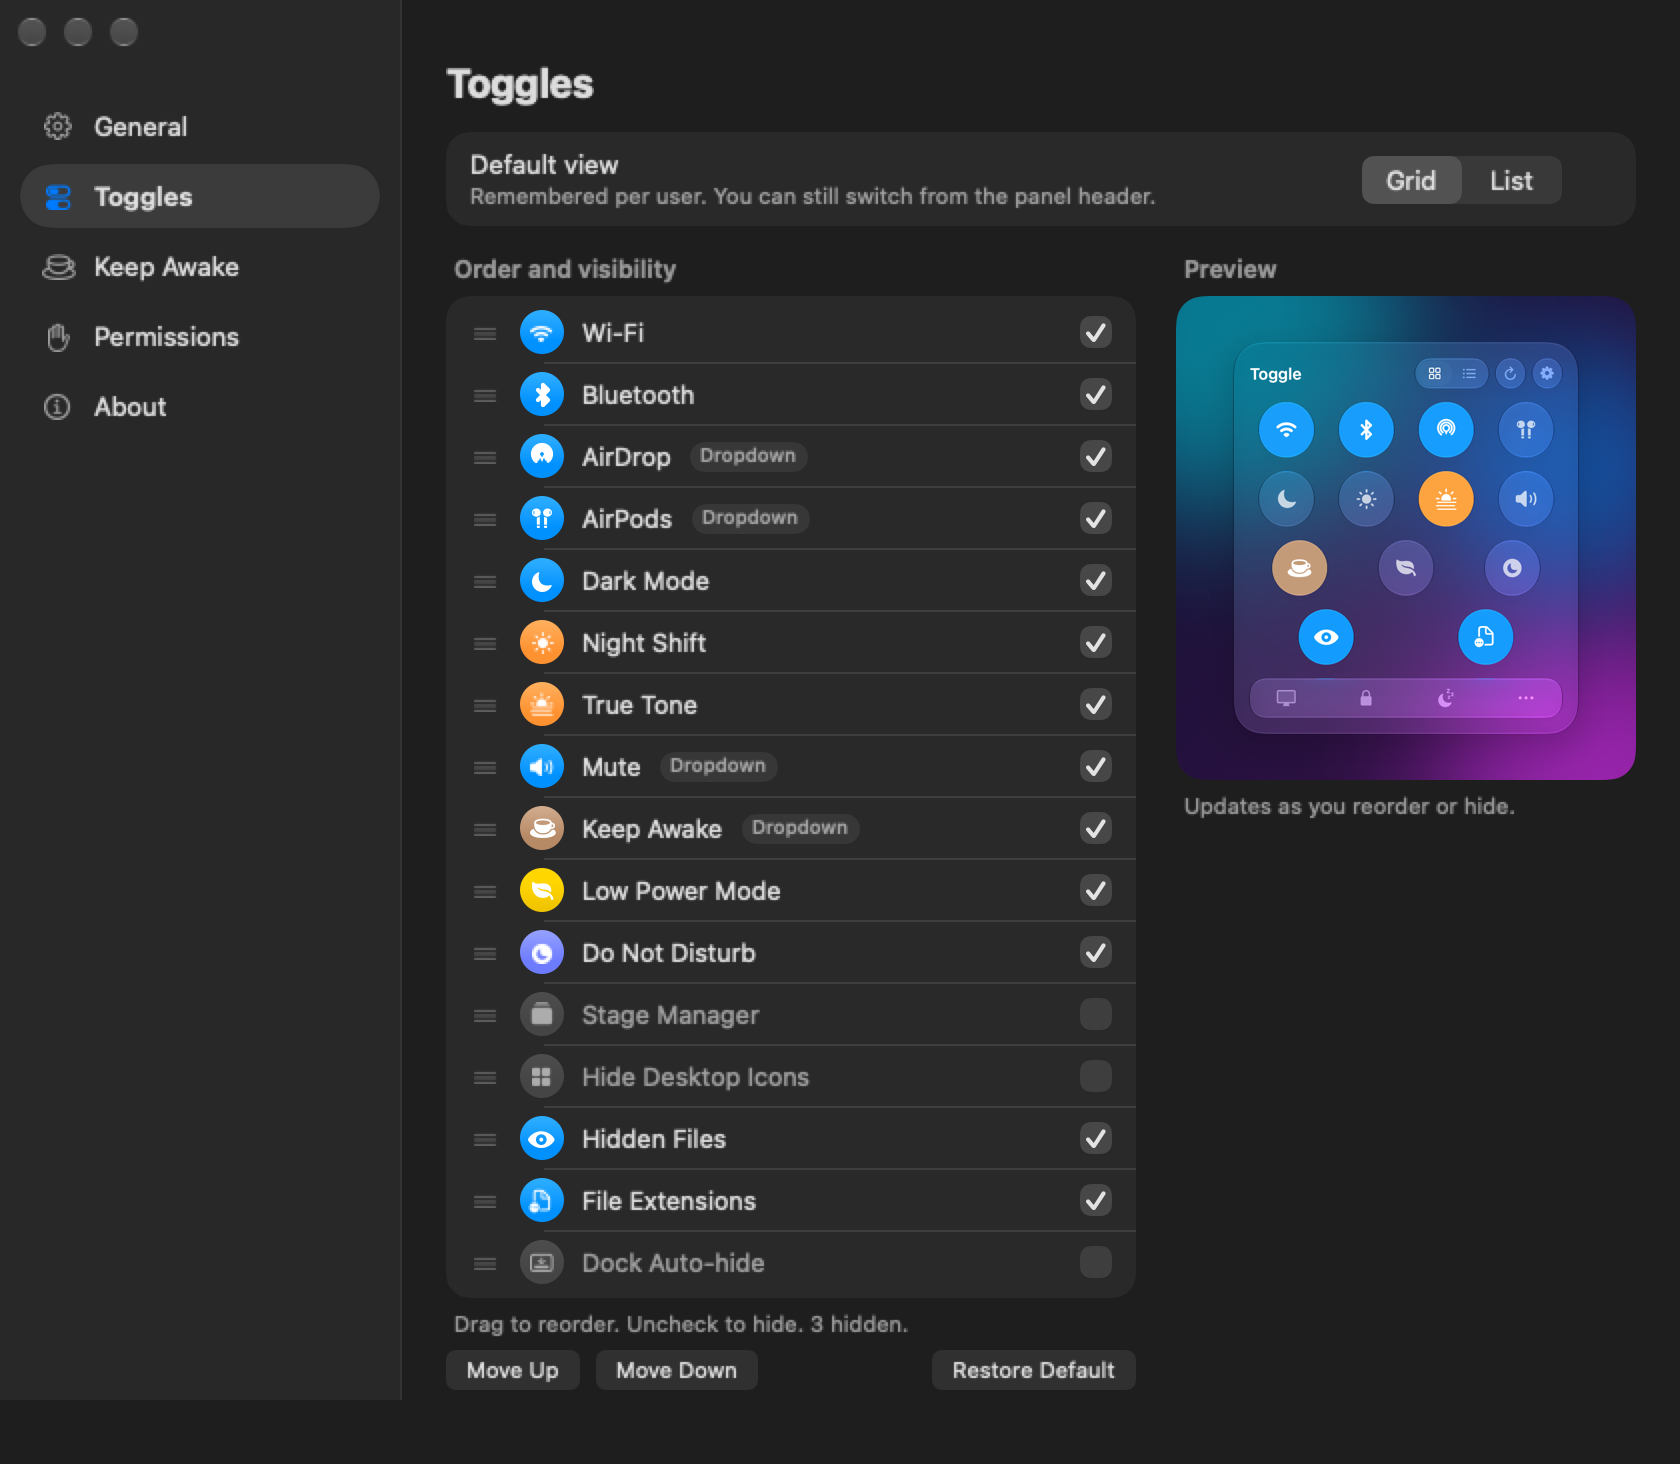 General
Toggles
Keep Awake
Permissions
About
Toggles
Default view
Remembered per user. You can still switch from the panel header.
Grid
List
Order and visibility
Wi-Fi
Bluetooth
AirDrop Dropdown
AirPods Dropdown
Dark Mode
Night Shift
True Tone
Mute Dropdown
Keep Awake Dropdown
Low Power Mode
Do Not Disturb
Stage Manager
Hide Desktop Icons
Hidden Files
File Extensions
Dock Auto-hide
Drag to reorder. Uncheck to hide. 3 hidden.
Move Up
Move Down
Restore Default
Preview
Toggle
Updates as you reorder or hide.